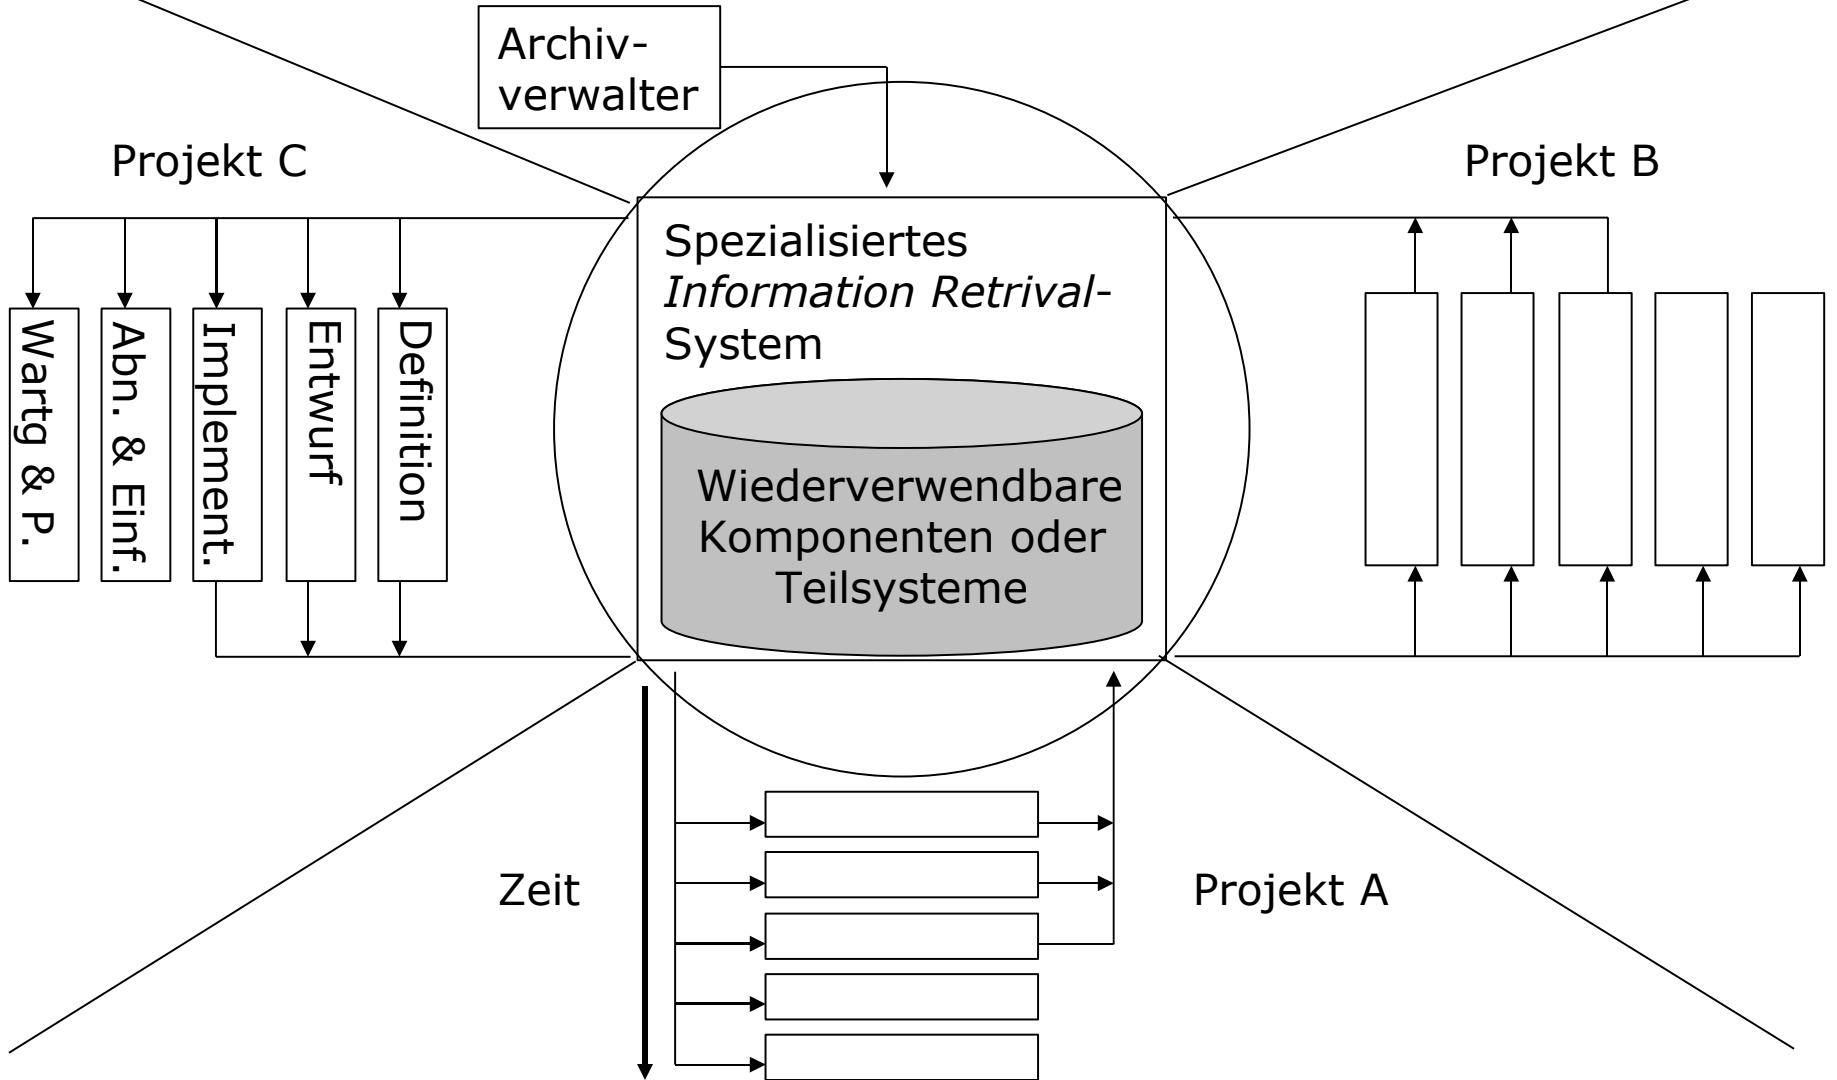 Archiv-
verwalter
Projekt C
Projekt B
Spezialisiertes
Information Retrival-
System
Wartg & P.
Abn. & Einf.
Implement.
Entwurf
Definition
Wiederverwendbare
Komponenten oder
Teilsysteme
Zeit
Projekt A